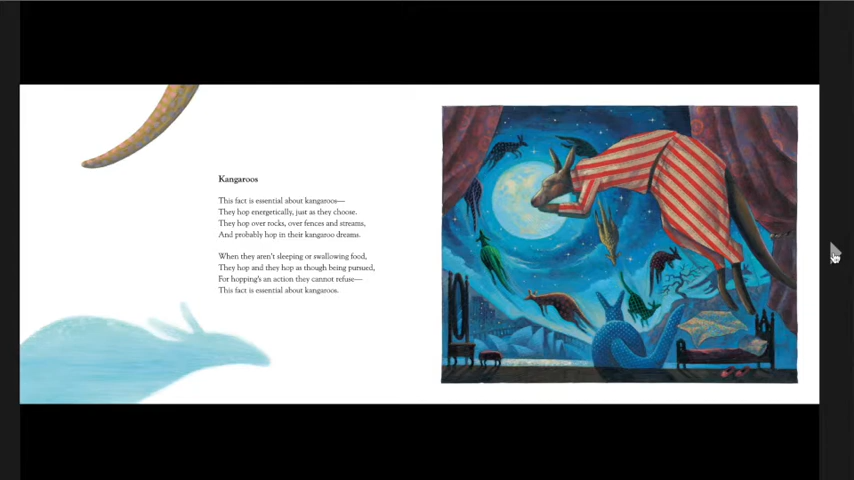 Kangaroos
This fact is essential about kangaroos—
They hop energetically, just as they choose.
They hop over rocks, over fences and streams,
And probably hop in their kangaroo dreams.
When they aren't sleeping or swallowing food,
They hop and they hop as though being pursued,
For hopping's an action they cannot refuse—
This fact is essential about kangaroos.